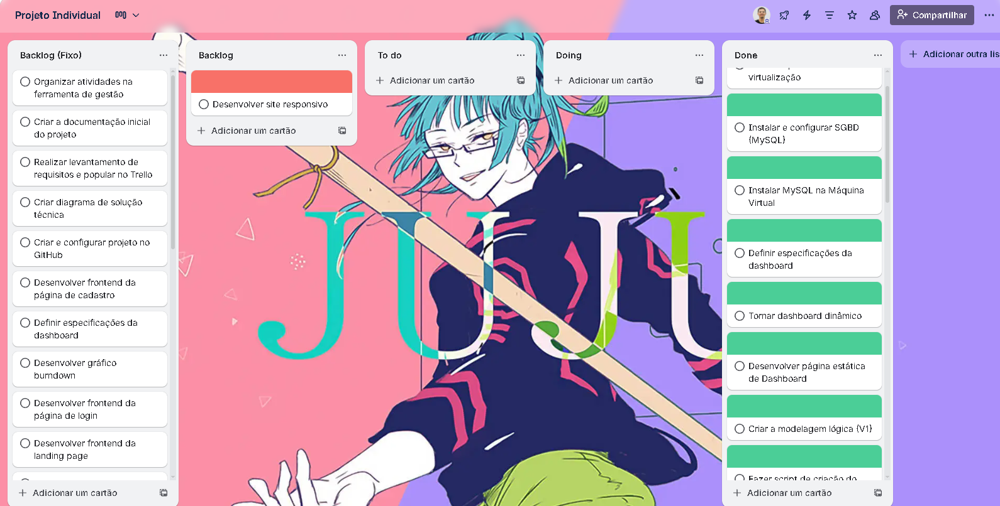 Projeto Individual
Compartilhar
Backlog (Fixo)
Organizar atividades na
ferramenta de gestão
Criar a documentação inicial
do projeto
Realizar levantamento de
requisitos e popular no Trello
Criar diagrama de solução
técnica
Criar e configurar projeto no
GitHub
Desenvolver frontend da
página de cadastro
Definir especificações da
dashboard
Desenvolver gráfico
burndown
Desenvolver frontend da
página de login
Desenvolver frontend da
landing page
Adicionar um cartão
Backlog
Desenvolver site responsivo
Adicionar um cartão
To do
Adicionar um cartão
Doing
Adicionar um cartão
Done
virtualização
Instalar e configurar SGBD
(MySQL)
Instalar MySQL na Máquina
Virtual
Definir especificações da
dashboard
Tornar dashboard dinâmico
Desenvolver página estática
de Dashboard
Criar a modelagem lógica (V1)
Fazer script de criação do
Adicionar um cartão
Adicionar outra lis
JUJU